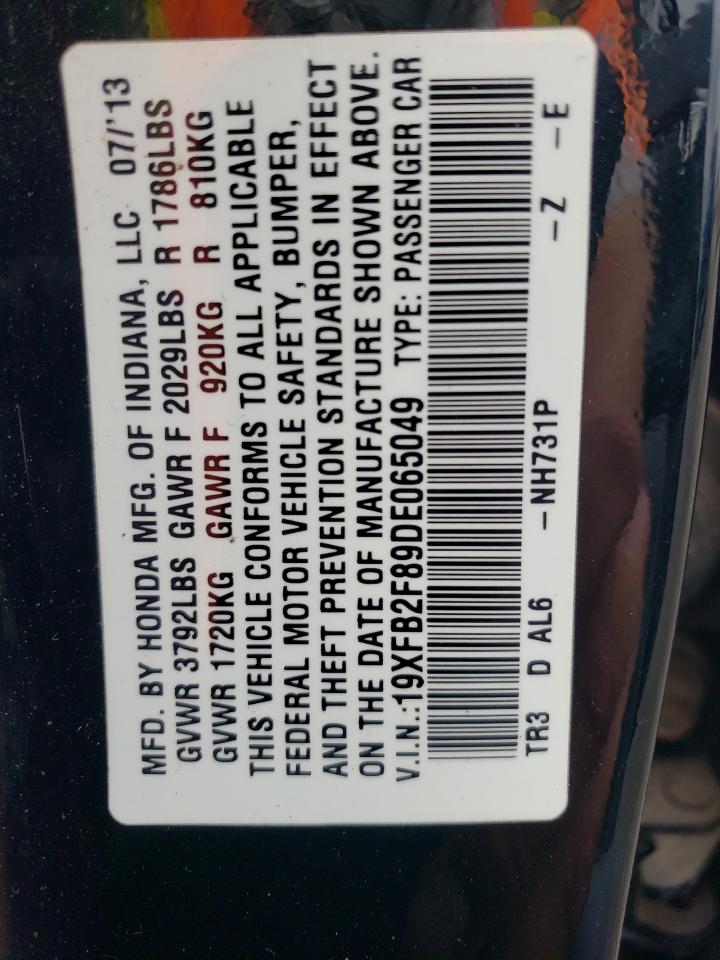 MFD. BY HONDA MFG. OF INDIANA, LLC 07/'13
GVWR 3792LBS GAWR F 2029LBS R 1786LBS
GVWR 1720KG GAWR F 920KG R 810KG
THIS VEHICLE CONFORMS TO ALL APPLICABLE
FEDERAL MOTOR VEHICLE SAFETY, BUMPER,
AND THEFT PREVENTION STANDARDS IN EFFECT
ON THE DATE OF MANUFACTURE SHOWN ABOVE.
V.I.N.:19XFB2F89DE065049 TYPE: PASSENGER CAR
TR3 D AL6 -NH731P -Z -E